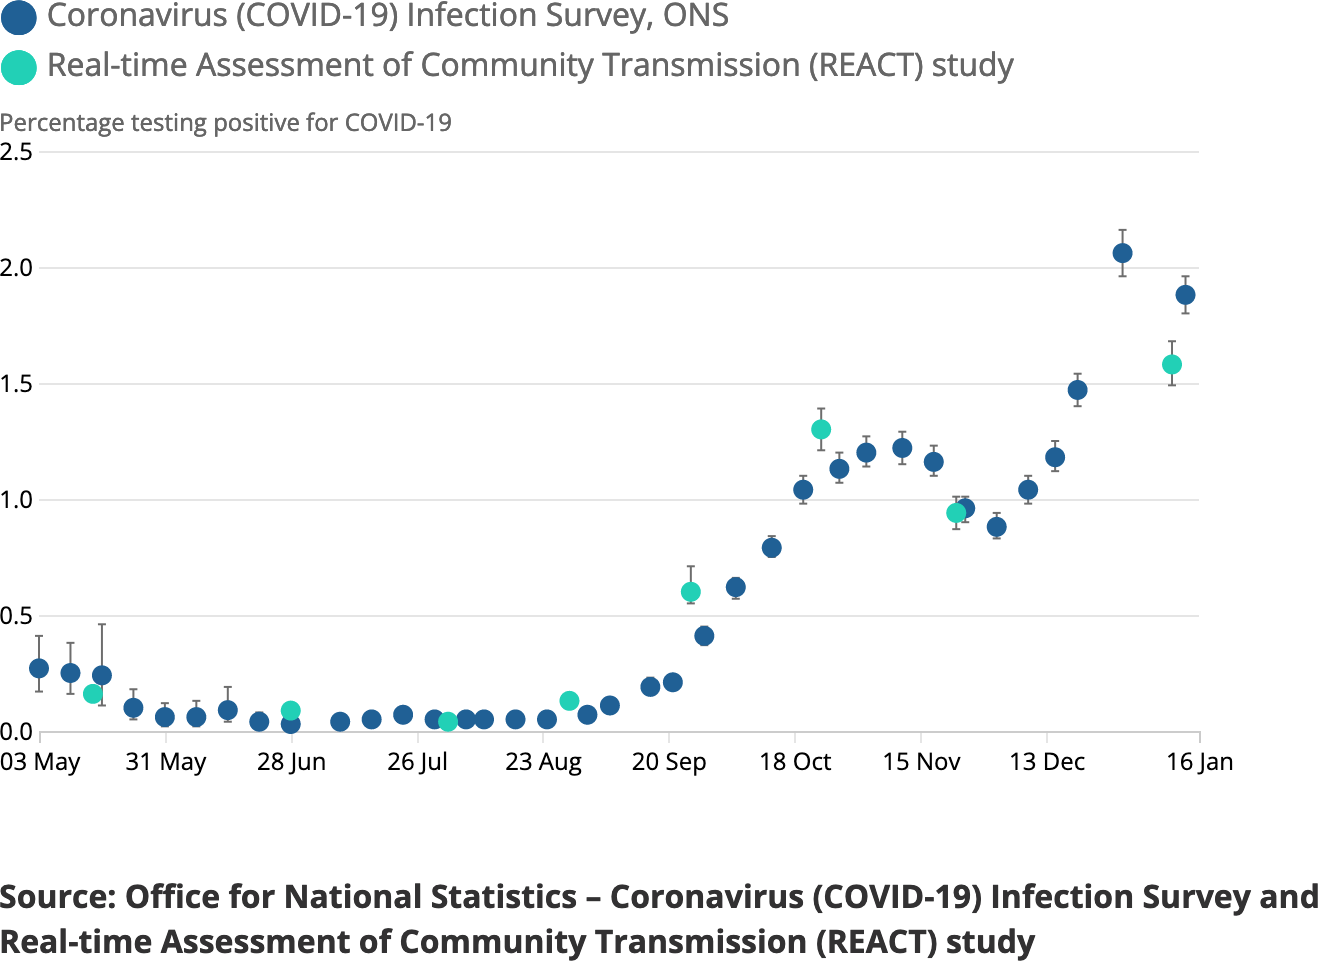 Coronavirus (COVID-19) Infection Survey, ONS
Real-time Assessment of Community Transmission (REACT) study
Percentage testing positive for COVID-19
2.5
2.0
1.5
1.0
0.5
0.0
03 May 31 May 28 Jun 26 Jul 23 Aug 20 Sep 18 Oct 15 Nov 13 Dec 16 Jan
Source: Office for National Statistics – Coronavirus (COVID-19) Infection Survey and
Real-time Assessment of Community Transmission (REACT) study